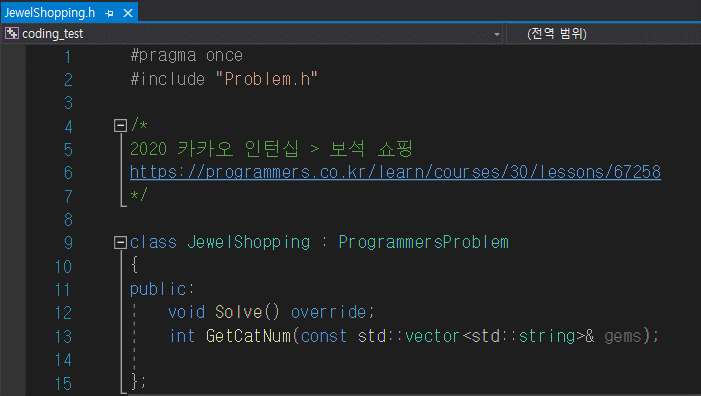 JewelShopping.h
coding_test (전역 범위)
1 #pragma once
2 #include "Problem.h"
3
4 /*
5 2020 카카오 인턴십 > 보석 쇼핑
6 https://programmers.co.kr/learn/courses/30/lessons/67258
7 */
8
9 class JewelShopping : ProgrammersProblem
10 {
11 public:
12 void Solve() override;
13 int GetCatNum(const std::vector<std::string>& gems);
14
15 };